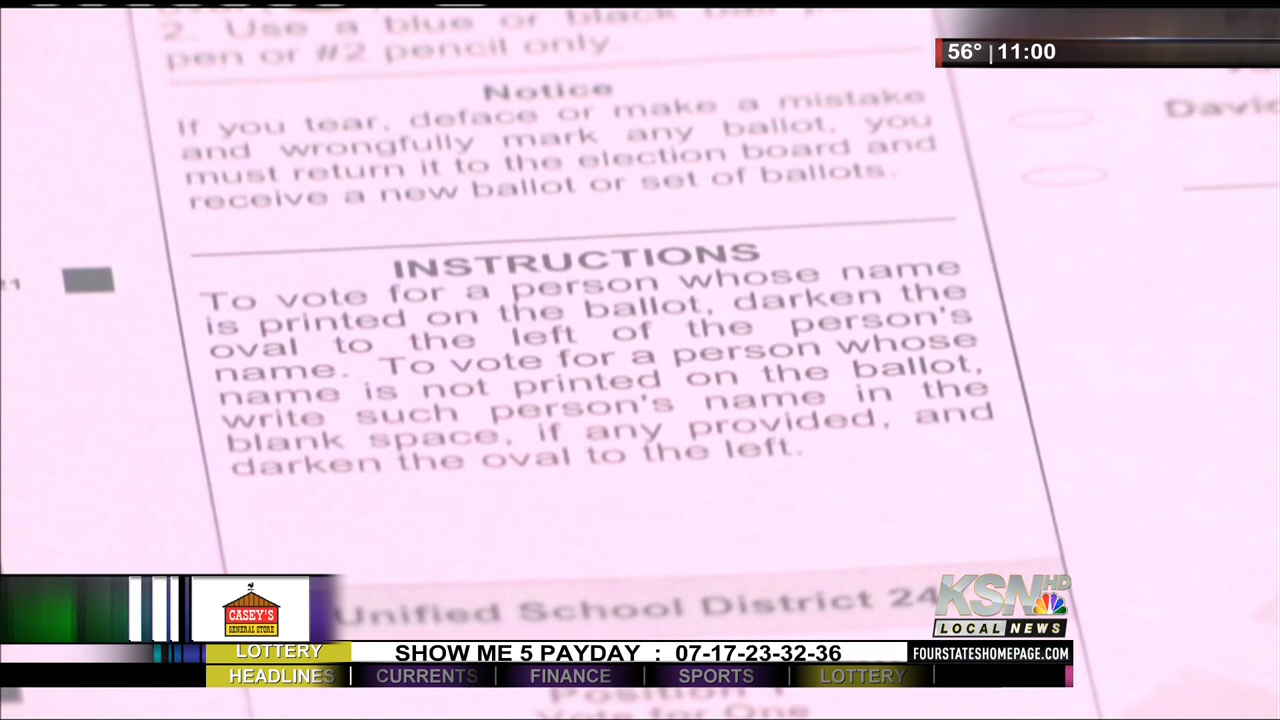 2. Use a blue or black ball
pen or #2 pencil only.
Notice
If you tear, deface or make a mistake
and wrongfully mark any ballot, you
must return it to the election board and
receive a new ballot or set of ballots.
INSTRUCTIONS
To vote for a person whose name
is printed on the ballot, darken the
oval to the left of the person's
name. To vote for a person whose
name is not printed on the ballot,
write such person's name in the
blank space, if any provided, and
darken the oval to the left.
Unified School District 24
Position 1
Vote for One
21
David
56° | 11:00
CASEY'S
GENERAL STORE
KSN HD
LOCAL NEWS
LOTTERY
SHOW ME 5 PAYDAY : 07-17-23-32-36
FOURSTATESHOMEPAGE.COM
HEADLINES | CURRENTS | FINANCE | SPORTS | LOTTERY |